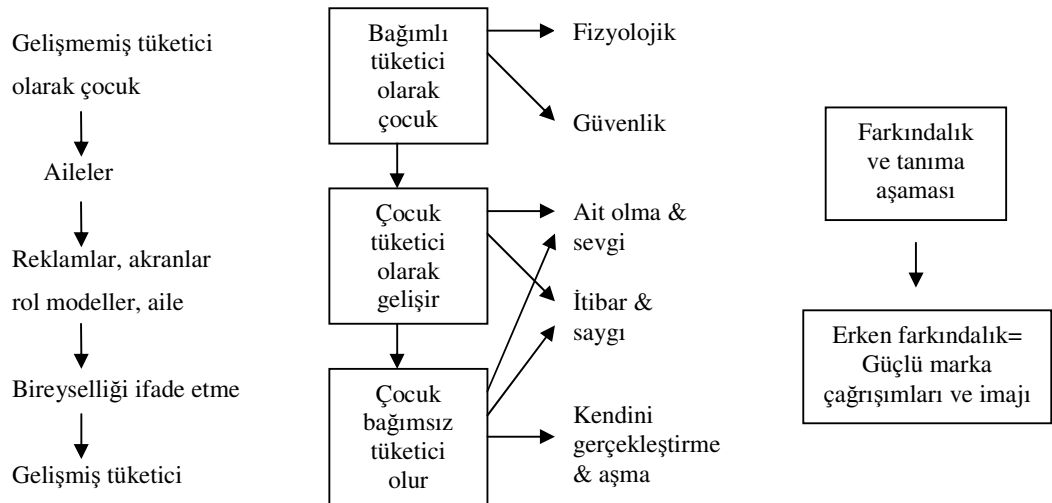 Gelişmemiş tüketici
olarak çocuk
Aileler
Reklamlar, akranlar
rol modeller, aile
Bireyselliği ifade etme
Gelişmiş tüketici
Bağımlı
tüketici
olarak
çocuk
Çocuk
tüketici
olarak
gelişir
Çocuk
bağımsız
tüketici
olur
Fizyolojik
Güvenlik
Ait olma &
sevgi
İtibar &
saygı
Kendini
gerçekleştirme
& aşma
Farkındalık
ve tanıma
aşaması
Erken farkındalık=
Güçlü marka
çağrışımları ve imajı